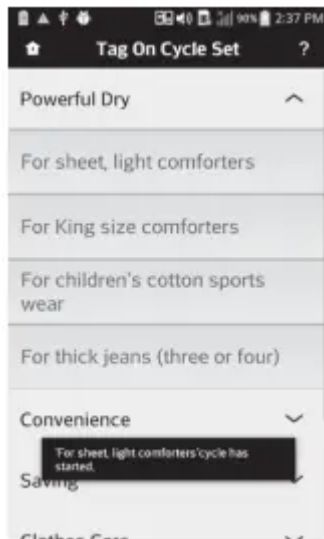 90% 2:37 PM
Tag On Cycle Set ?
Powerful Dry
For sheet, light comforters
For King size comforters
For children's cotton sports
wear
For thick jeans (three or four)
Convenience
'For sheet, light comforters'cycle has
started.
Saving
Clothes Care